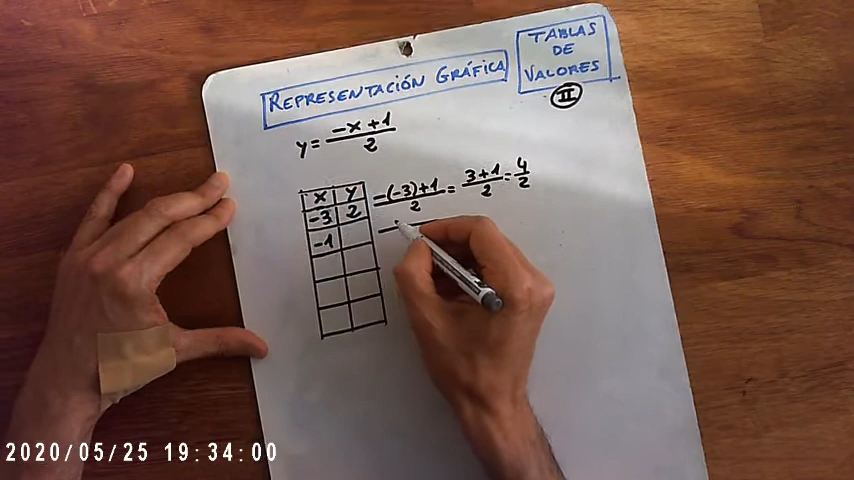 REPRESENTACIÓN GRÁFICA
TABLAS
DE
VALORES
II
y = (-x+1)/2
x y
-3 2
-1
(-(-3)+1)/2 = (3+1)/2 = 4/2
2020/05/25 19:34:00